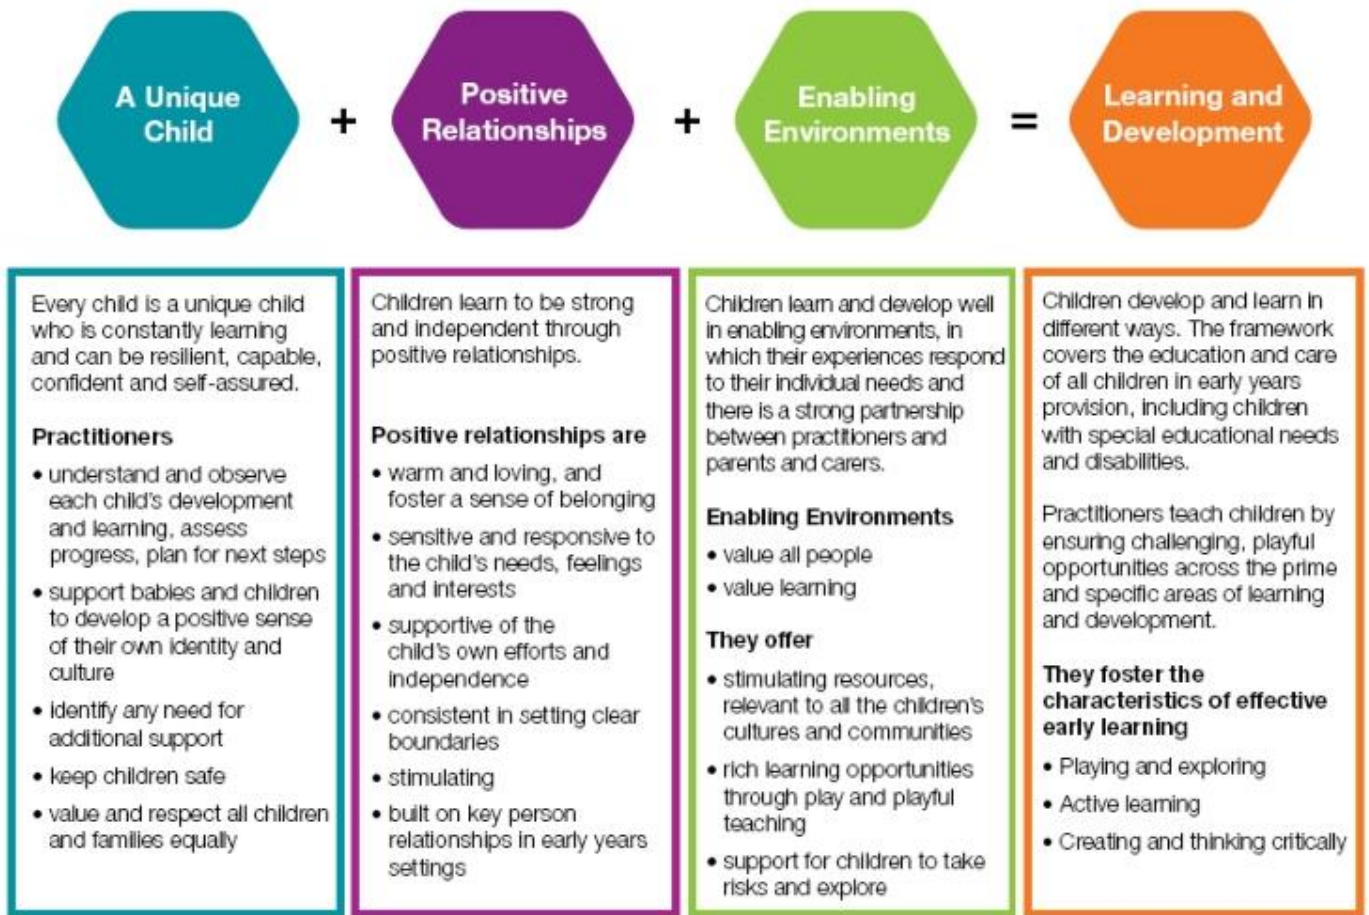 A Unique
Child
+
Positive
Relationships
+
Enabling
Environments
=
Learning and
Development
Every child is a unique child
who is constantly learning
and can be resilient, capable,
confident and self-assured.
Practitioners
• understand and observe
each child's development
and learning, assess
progress, plan for next steps
• support babies and children
to develop a positive sense
of their own identity and
culture
• identify any need for
additional support
• keep children safe
• value and respect all children
and families equally
Children learn to be strong
and independent through
positive relationships.
Positive relationships are
• warm and loving, and
foster a sense of belonging
• sensitive and responsive to
the child's needs, feelings
and interests
• supportive of the
child's own efforts and
independence
• consistent in setting clear
boundaries
• stimulating
• built on key person
relationships in early years
settings
Children learn and develop well
in enabling environments, in
which their experiences respond
to their individual needs and
there is a strong partnership
between practitioners and
parents and carers.
Enabling Environments
• value all people
• value learning
They offer
• stimulating resources,
relevant to all the children's
cultures and communities
• rich learning opportunities
through play and playful
teaching
• support for children to take
risks and explore
Children develop and learn in
different ways. The framework
covers the education and care
of all children in early years
provision, including children
with special educational needs
and disabilities.
Practitioners teach children by
ensuring challenging, playful
opportunities across the prime
and specific areas of learning
and development.
They foster the
characteristics of effective
early learning
• Playing and exploring
• Active learning
• Creating and thinking critically